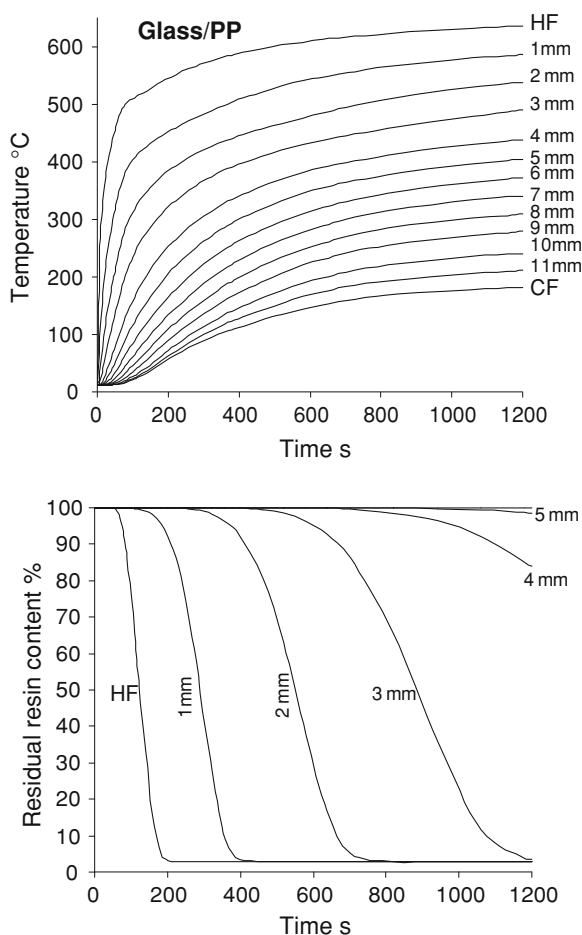 Glass/PP
Temperature °C
600
500
400
300
200
100
0
0 200 400 600 800 1000 1200
Time s
HF
1mm
2 mm
3 mm
4 mm
5 mm
6 mm
7 mm
8 mm
9 mm
10mm
11mm
CF
Residual resin content %
100
90
80
70
60
50
40
30
20
10
0
0 200 400 600 800 1000 1200
Time s
HF
1mm
2 mm
3 mm
5 mm
4 mm